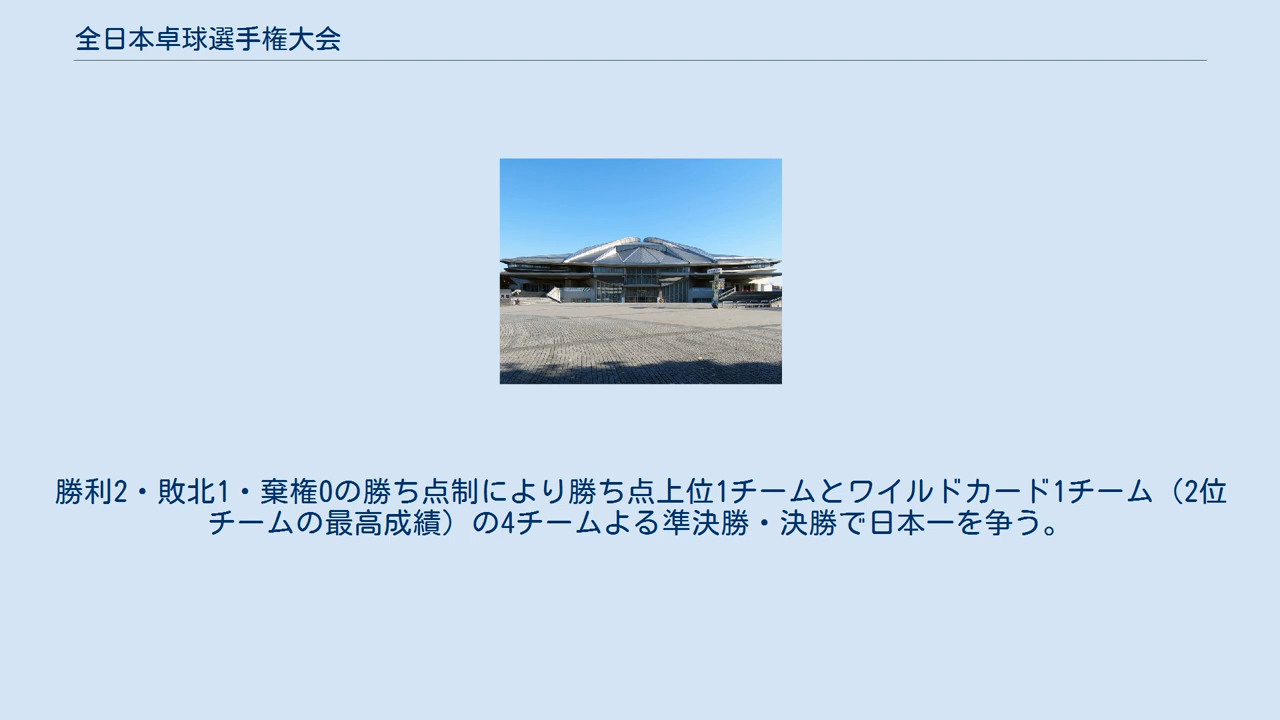 全日本卓球選手権大会
勝利2・敗北1・棄権0の勝ち点制により勝ち点上位1チームとワイルドカード1チーム（2位
チームの最高成績）の4チームよる準決勝・決勝で日本一を争う。